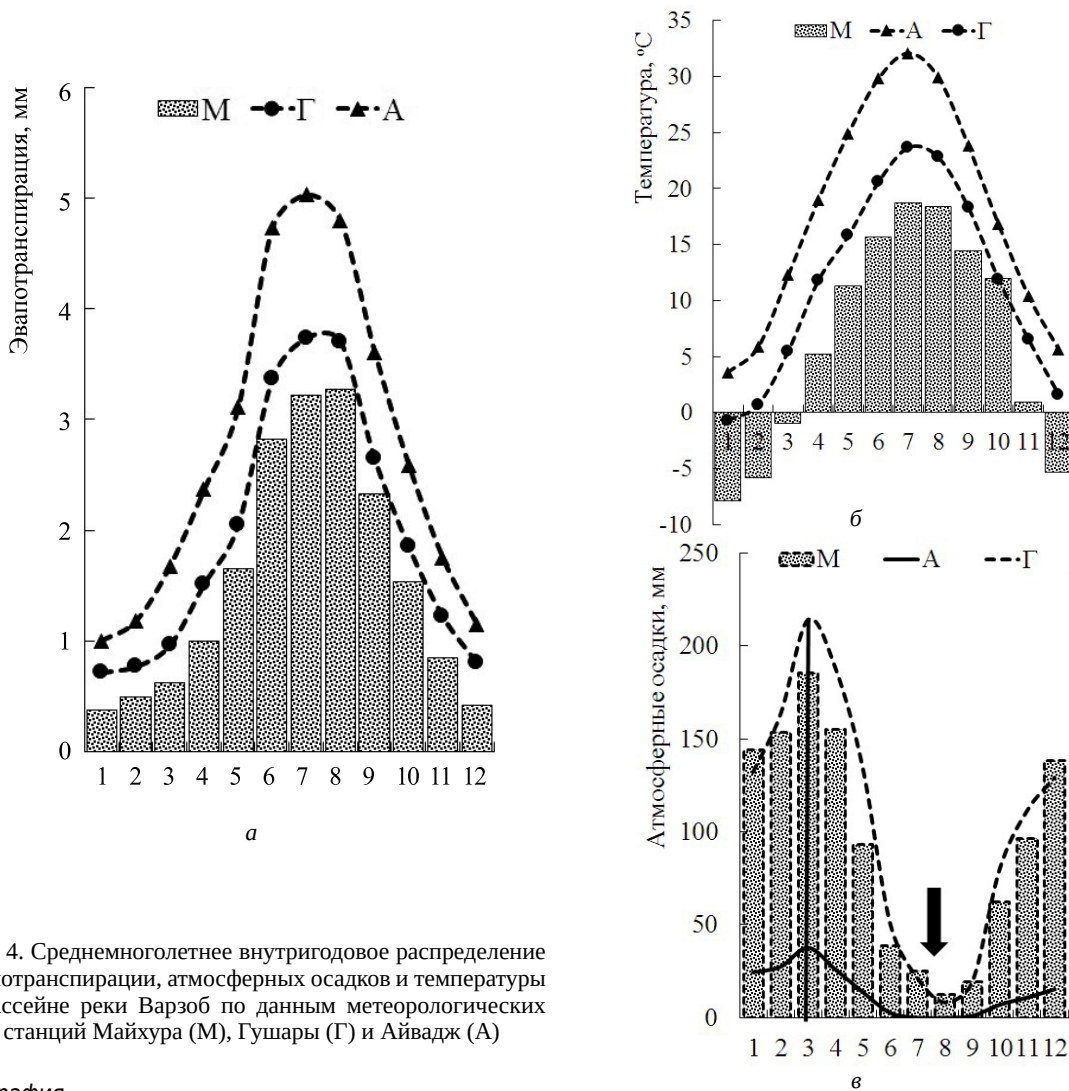 Эвапотранспирация, мм
М Г А
6
5
4
3
2
1
0
1 2 3 4 5 6 7 8 9 10 11 12
а
Температура, ºС
М А Г
35
30
25
20
15
10
5
0
-5
-10
1 2 3 4 5 6 7 8 9 10 11 12
б
Атмосферные осадки, мм
М А Г
250
200
150
100
50
0
1 2 3 4 5 6 7 8 9 10 11 12
в
4. Среднемноголетнее внутригодовое распределение
потранспирации, атмосферных осадков и температуры
ссейне реки Варзоб по данным метеорологических
станций Майхура (М), Гушары (Г) и Айвадж (А)